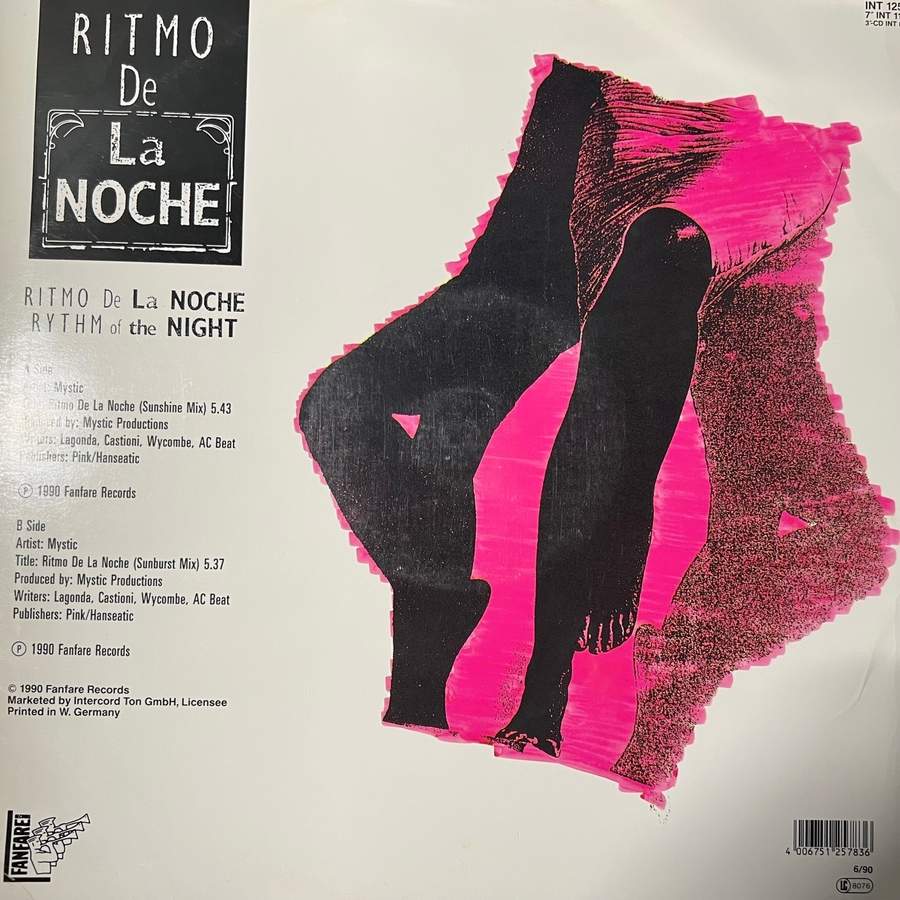 RITMO
De
La
NOCHE
RITMO De La NOCHE
RYTHM of the NIGHT
Side
Mystic
Ritmo De La Noche (Sunshine Mix) 5.43
by: Mystic Productions
Lagonda, Castioni, Wycombe, AC Beat
Publishers: Pink/Hanseatic
Ⓟ 1990 Fanfare Records
B Side
Artist: Mystic
Title: Ritmo De La Noche (Sunburst Mix) 5.37
Produced by: Mystic Productions
Writers: Lagonda, Castioni, Wycombe, AC Beat
Publishers: Pink/Hanseatic
Ⓟ 1990 Fanfare Records
© 1990 Fanfare Records
Marketed by Intercord Ton GmbH, Licensee
Printed in W. Germany
FANFARE
INT 125
7" INT 11
3"-CD INT
4 006751 257836
6/90
LC 8076